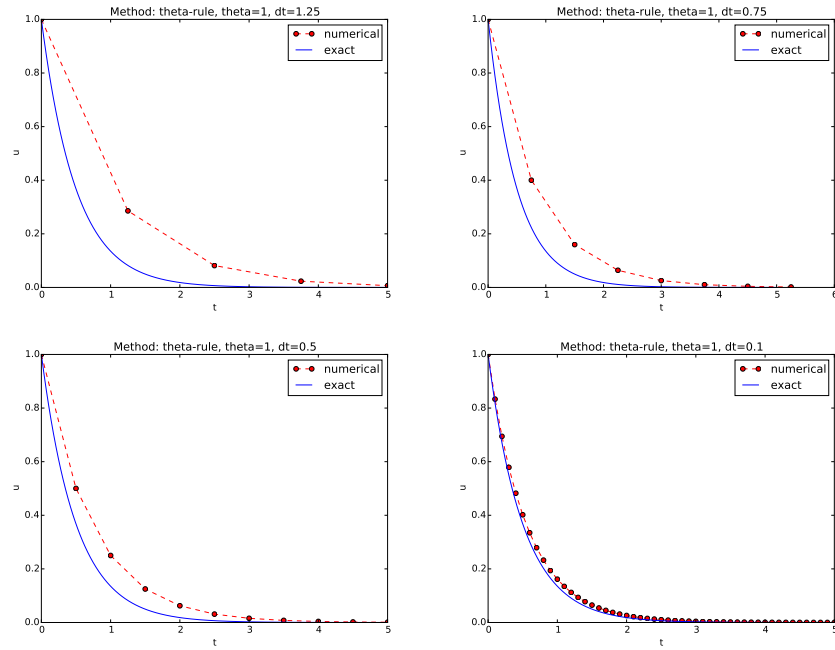 Method: theta-rule, theta=1, dt=1.25
numerical
exact
1.0
0.8
0.6
0.4
0.2
0.0
u
0 1 2 3 4 5
t
Method: theta-rule, theta=1, dt=0.75
numerical
exact
1.0
0.8
0.6
0.4
0.2
0.0
u
0 1 2 3 4 5 6
t
Method: theta-rule, theta=1, dt=0.5
numerical
exact
1.0
0.8
0.6
0.4
0.2
0.0
u
0 1 2 3 4 5
t
Method: theta-rule, theta=1, dt=0.1
numerical
exact
1.0
0.8
0.6
0.4
0.2
0.0
u
0 1 2 3 4 5
t